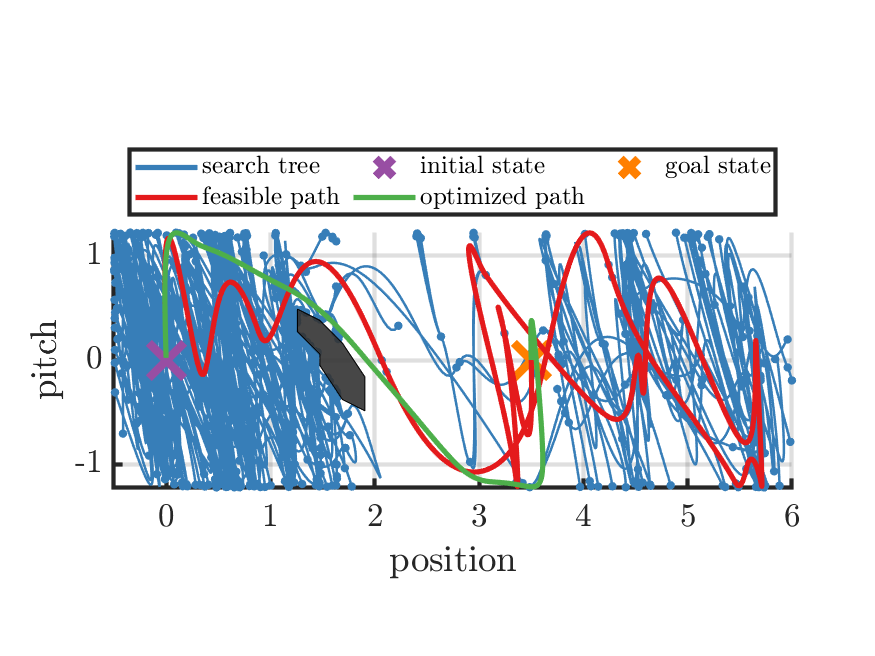 search tree initial state goal state
feasible path optimized path
1
0
-1
pitch
0 1 2 3 4 5 6
position